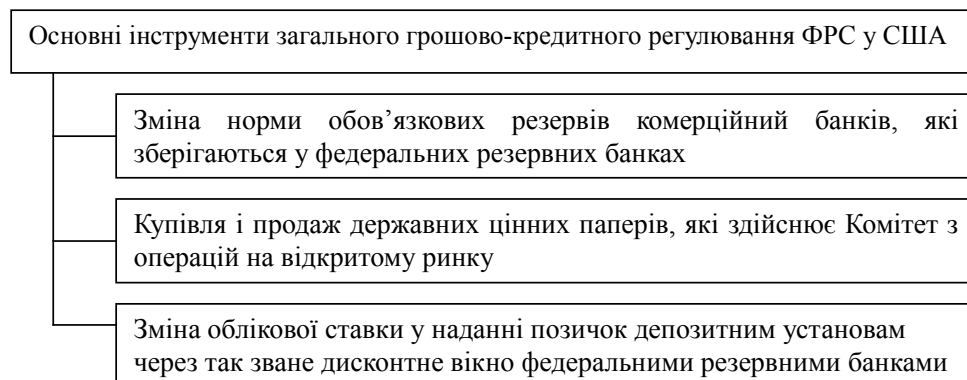 Основні інструменти загального грошово-кредитного регулювання ФРС у США
Зміна норми обов’язкових резервів комерційний банків, які
зберігаються у федеральних резервних банках
Купівля і продаж державних цінних паперів, які здійснює Комітет з
операцій на відкритого ринку
Зміна облікової ставки у наданні позичок депозитним установам
через так зване дисконтне вікно федеральними резервними банками